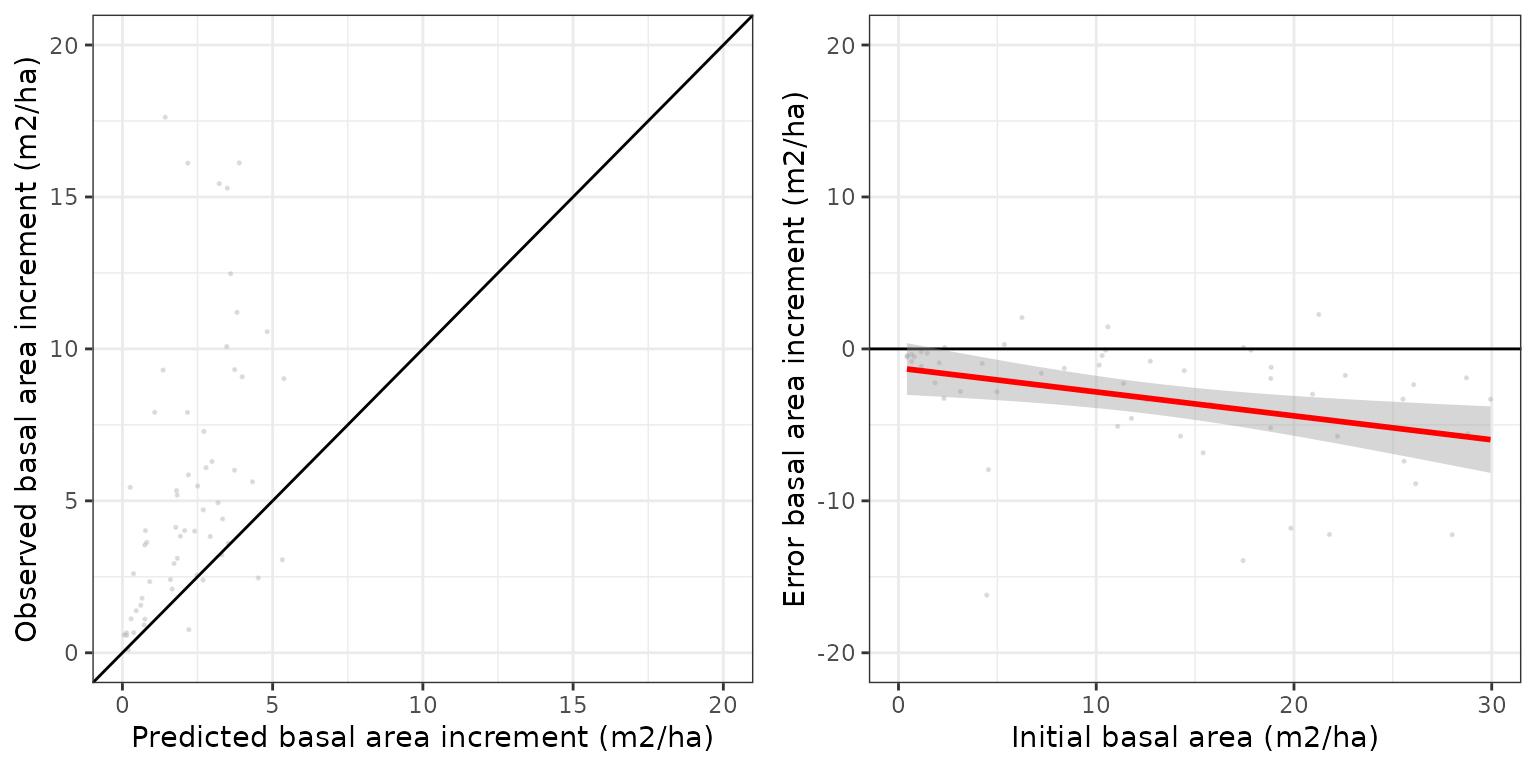 Observed basal area increment (m2/ha)
20
15
10
5
0
0 5 10 15 20
Predicted basal area increment (m2/ha)
Error basal area increment (m2/ha)
20
10
0
-10
-20
0 10 20 30
Initial basal area (m2/ha)